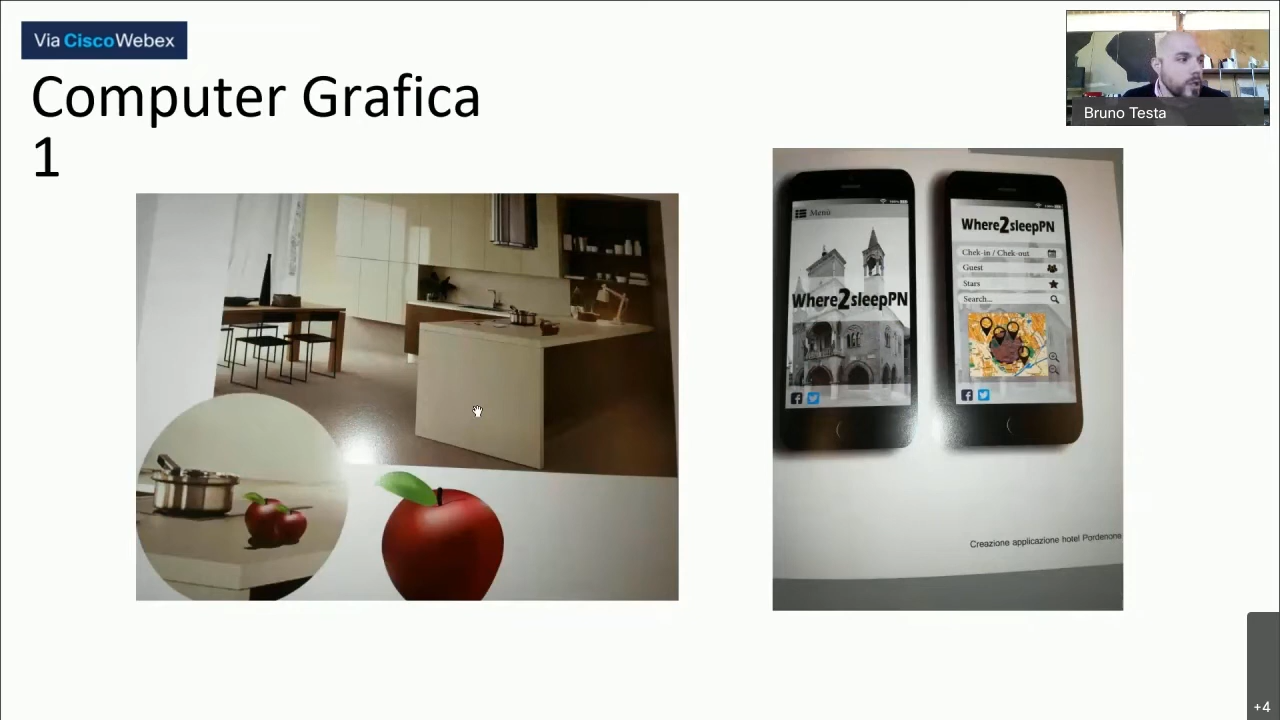 Via Cisco Webex
Computer Grafica
1
Bruno Testa
Menù
Where2sleepPN
Where2sleepPN
Chek-in / Chek-out
Guest
Stars
Search...
Creazione applicazione hotel Pordenone
+4